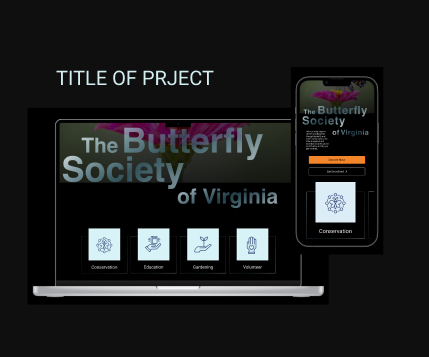 TITLE OF PRJECT
The Butterfly
Society
of Virginia
Conservation
Education
Gardening
Volunteer
The Butterfly
Society
of Virginia
Conservation